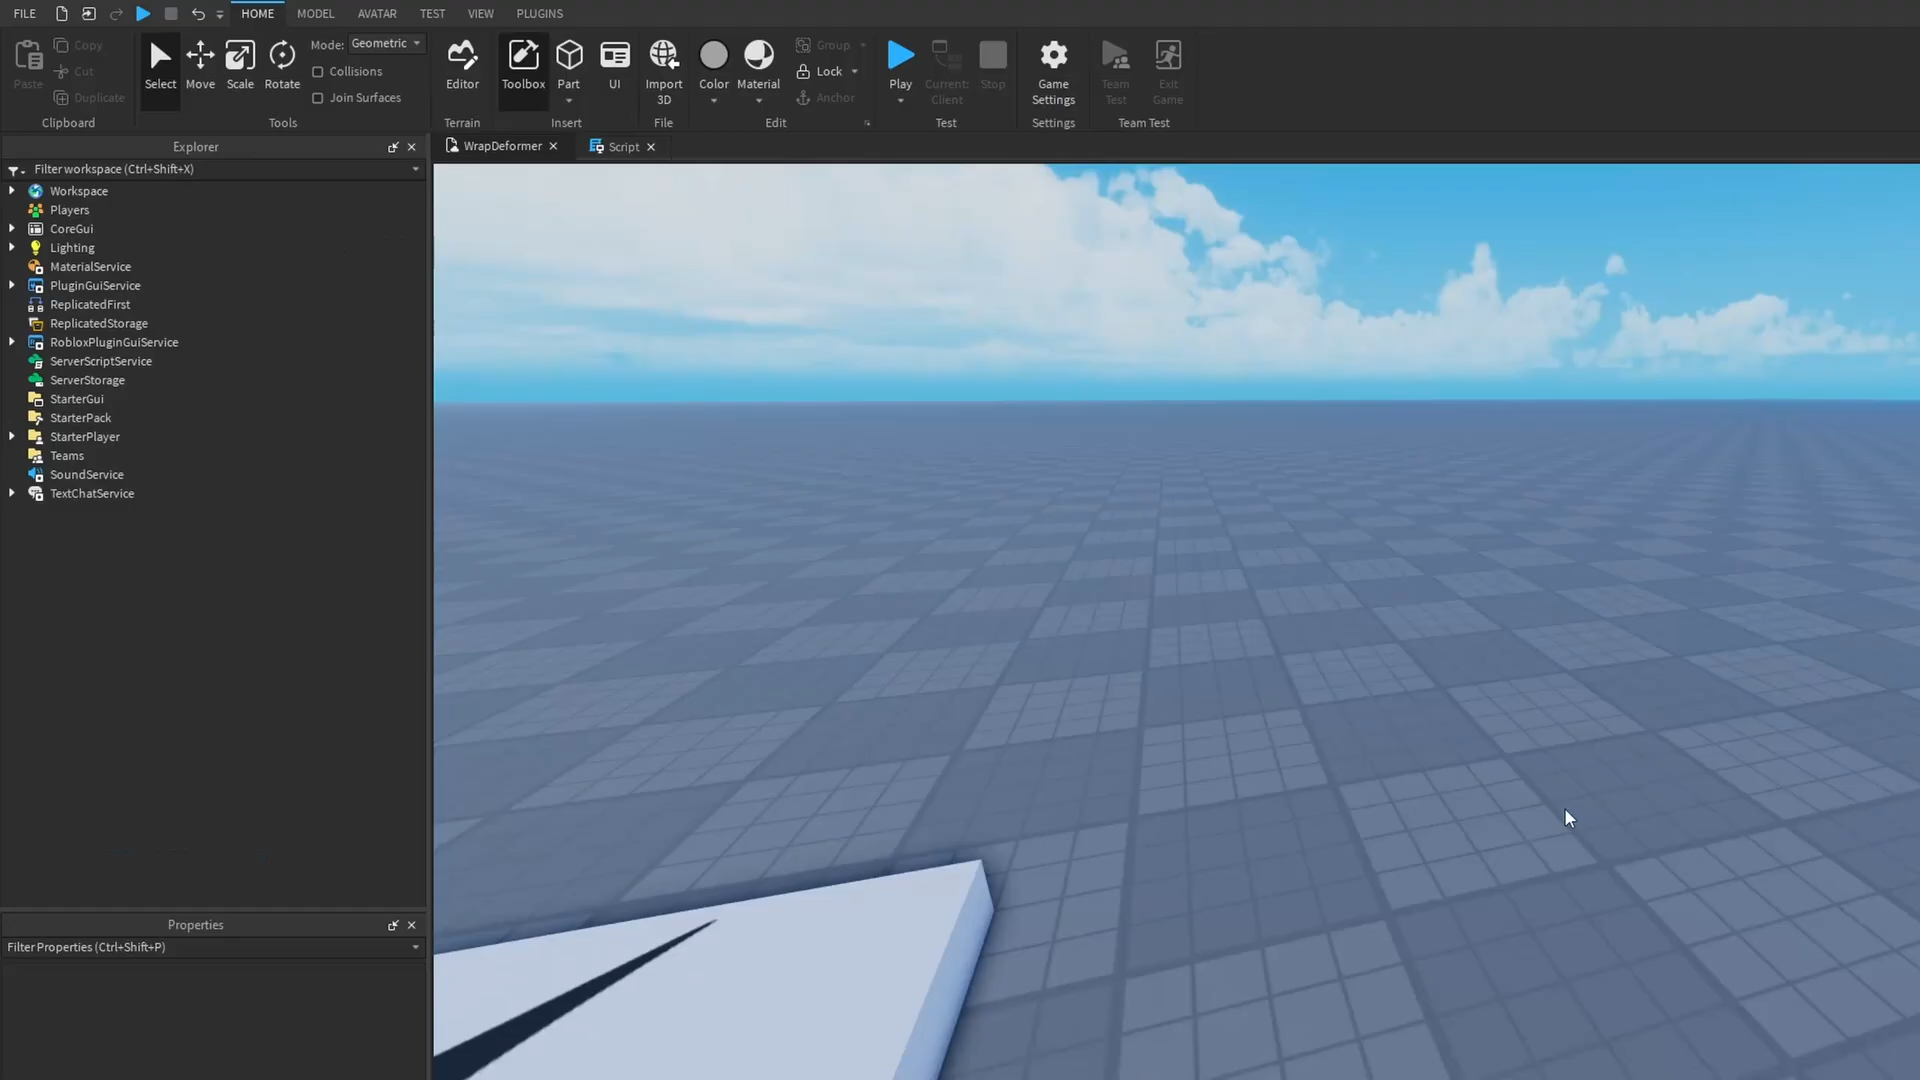 FILE HOME MODEL AVATAR TEST VIEW PLUGINS
Paste
Copy
Cut
Duplicate
Clipboard
Select
Move
Scale
Rotate
Mode: Geometric
Collisions
Join Surfaces
Tools
Editor
Terrain
Toolbox
Part
UI
Insert
Import 3D
File
Color
Material
Group
Lock
Anchor
Edit
Play
Current: Client
Stop
Test
Game Settings
Settings
Team Test
Exit Game
Team Test
Explorer
Filter workspace (Ctrl+Shift+X)
Workspace
Players
CoreGui
Lighting
MaterialService
PluginGuiService
ReplicatedFirst
ReplicatedStorage
RobloxPluginGuiService
ServerScriptService
ServerStorage
StarterGui
StarterPack
StarterPlayer
Teams
SoundService
TextChatService
Properties
Filter Properties (Ctrl+Shift+P)
WrapDeformer
Script